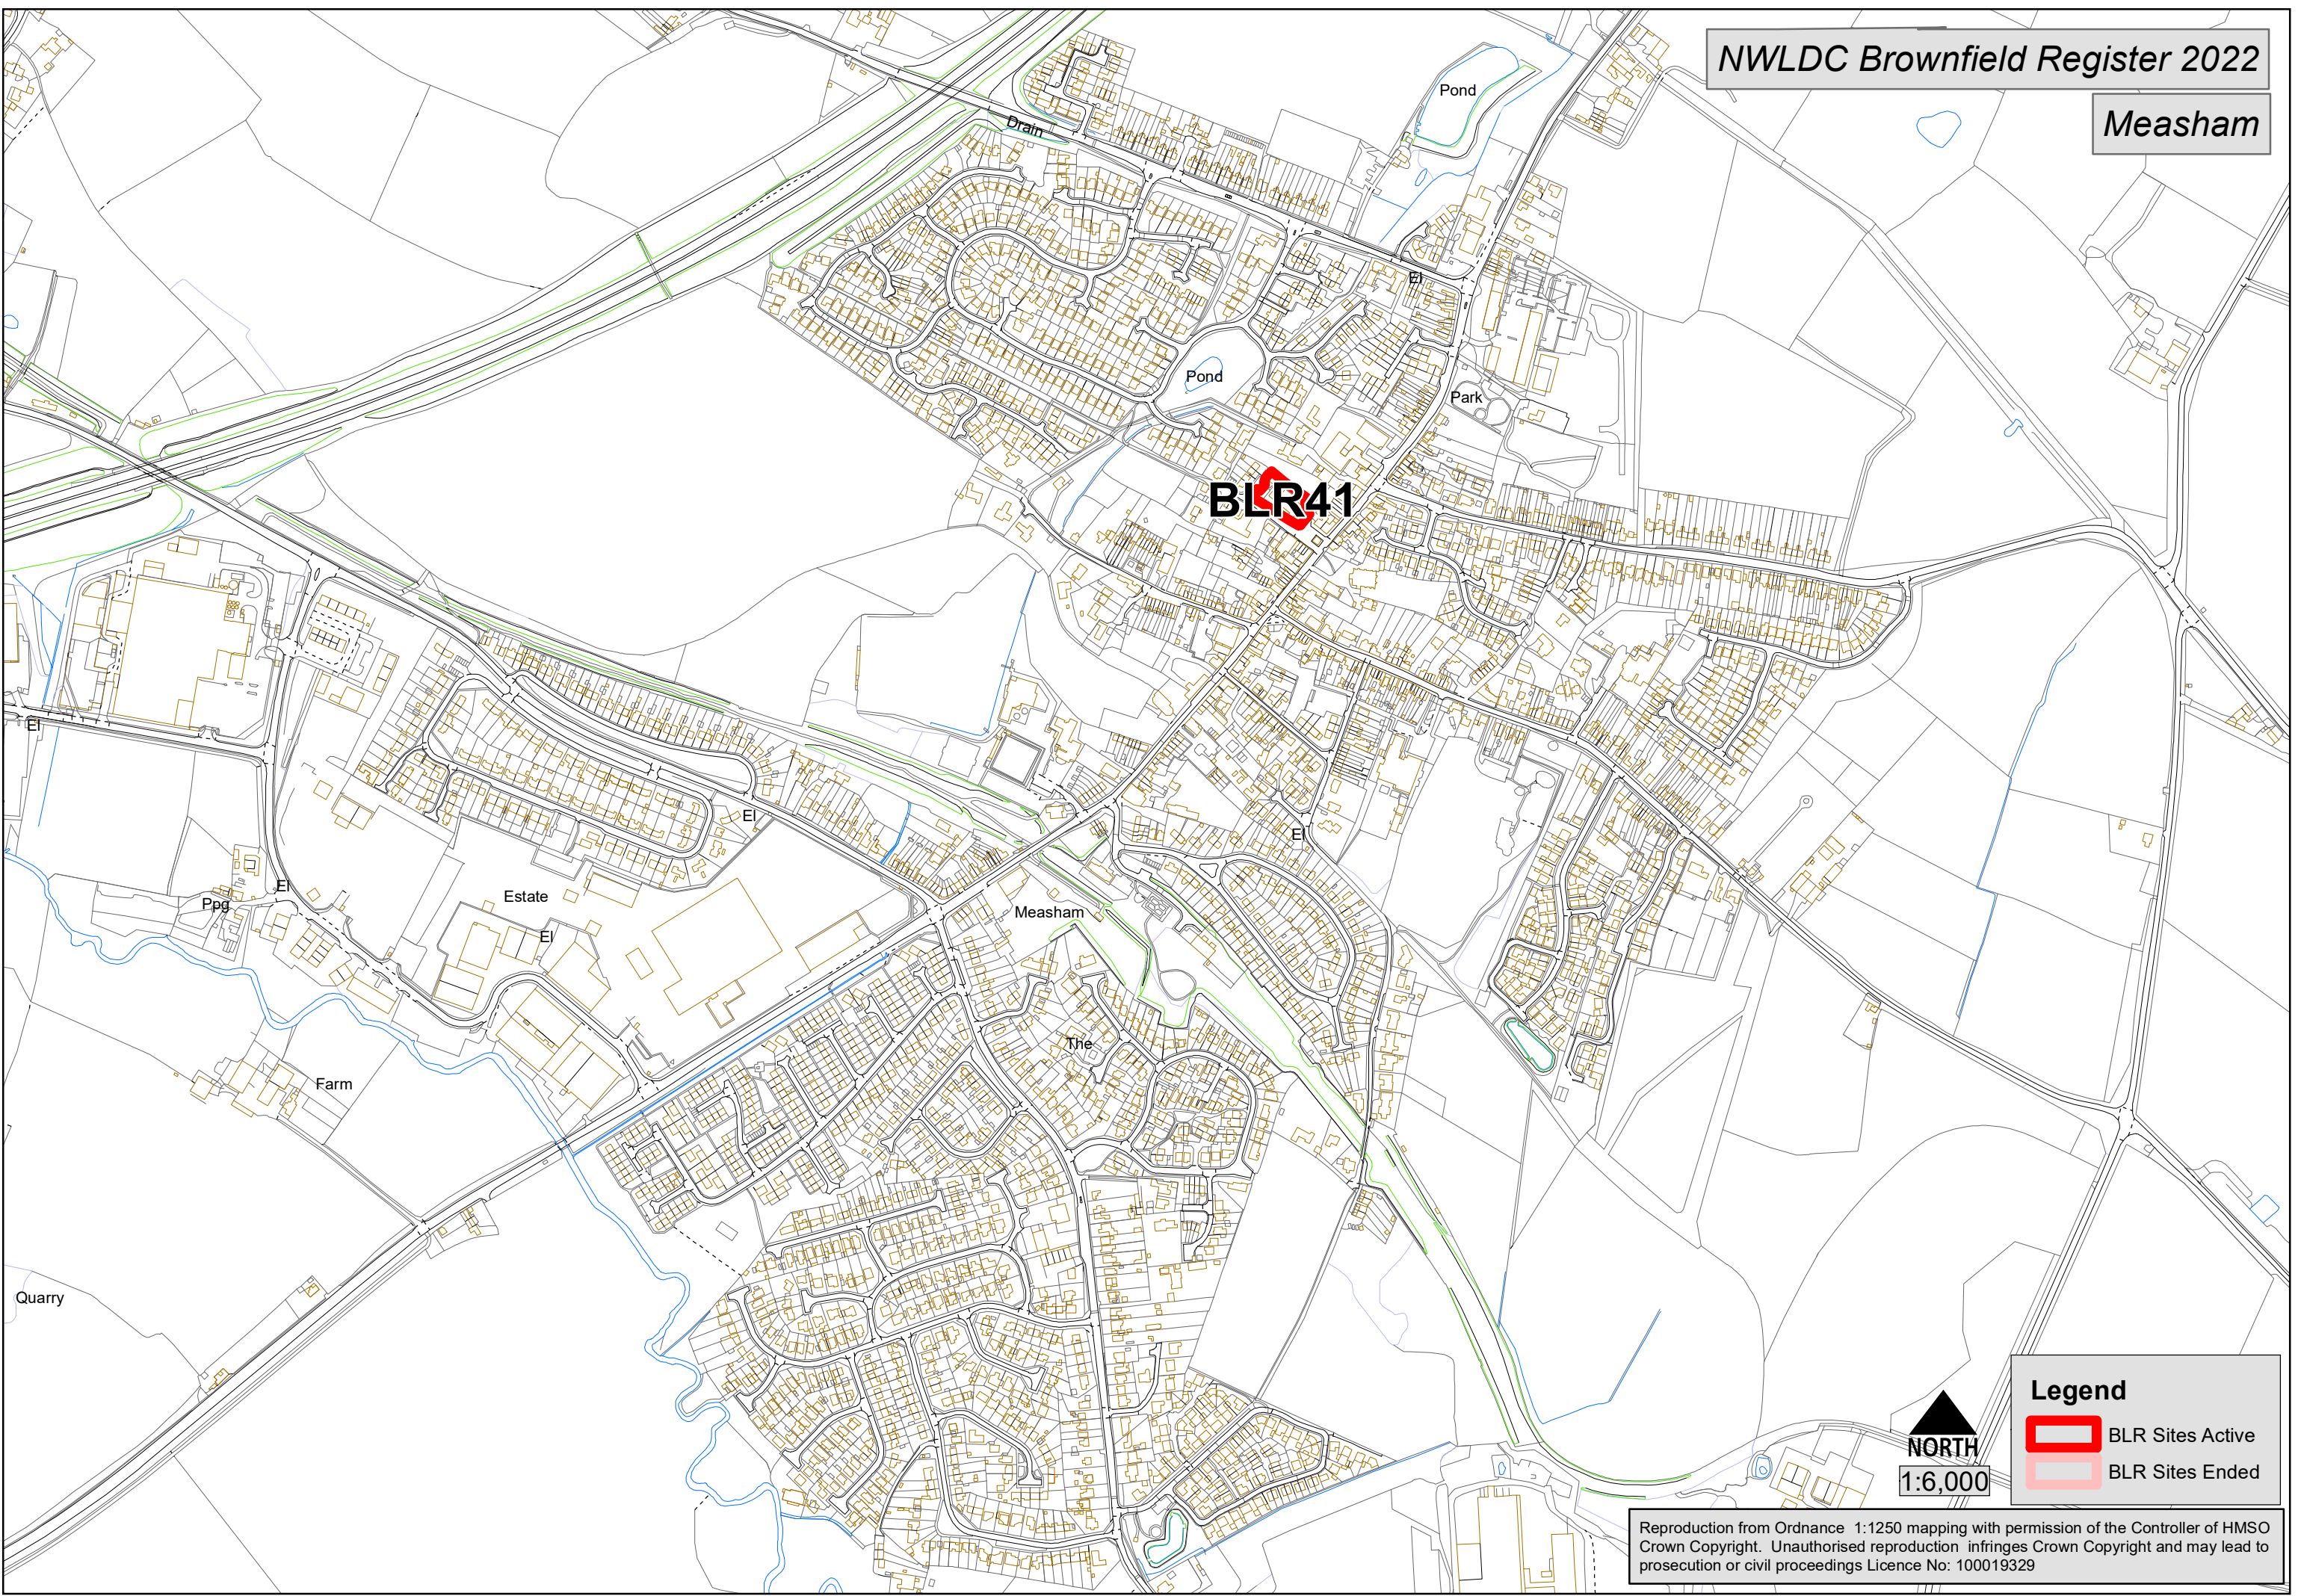 NWLDC Brownfield Register 2022
Measham
Pond
Drain
El
Pond
Park
BLR41
El
El
El
El
Estate
Ppg
Measham
El
The
Farm
Quarry
Legend
BLR Sites Active
BLR Sites Ended
NORTH
1:6,000
Reproduction from Ordnance 1:1250 mapping with permission of the Controller of HMSO
Crown Copyright. Unauthorised reproduction infringes Crown Copyright and may lead to
prosecution or civil proceedings Licence No: 100019329